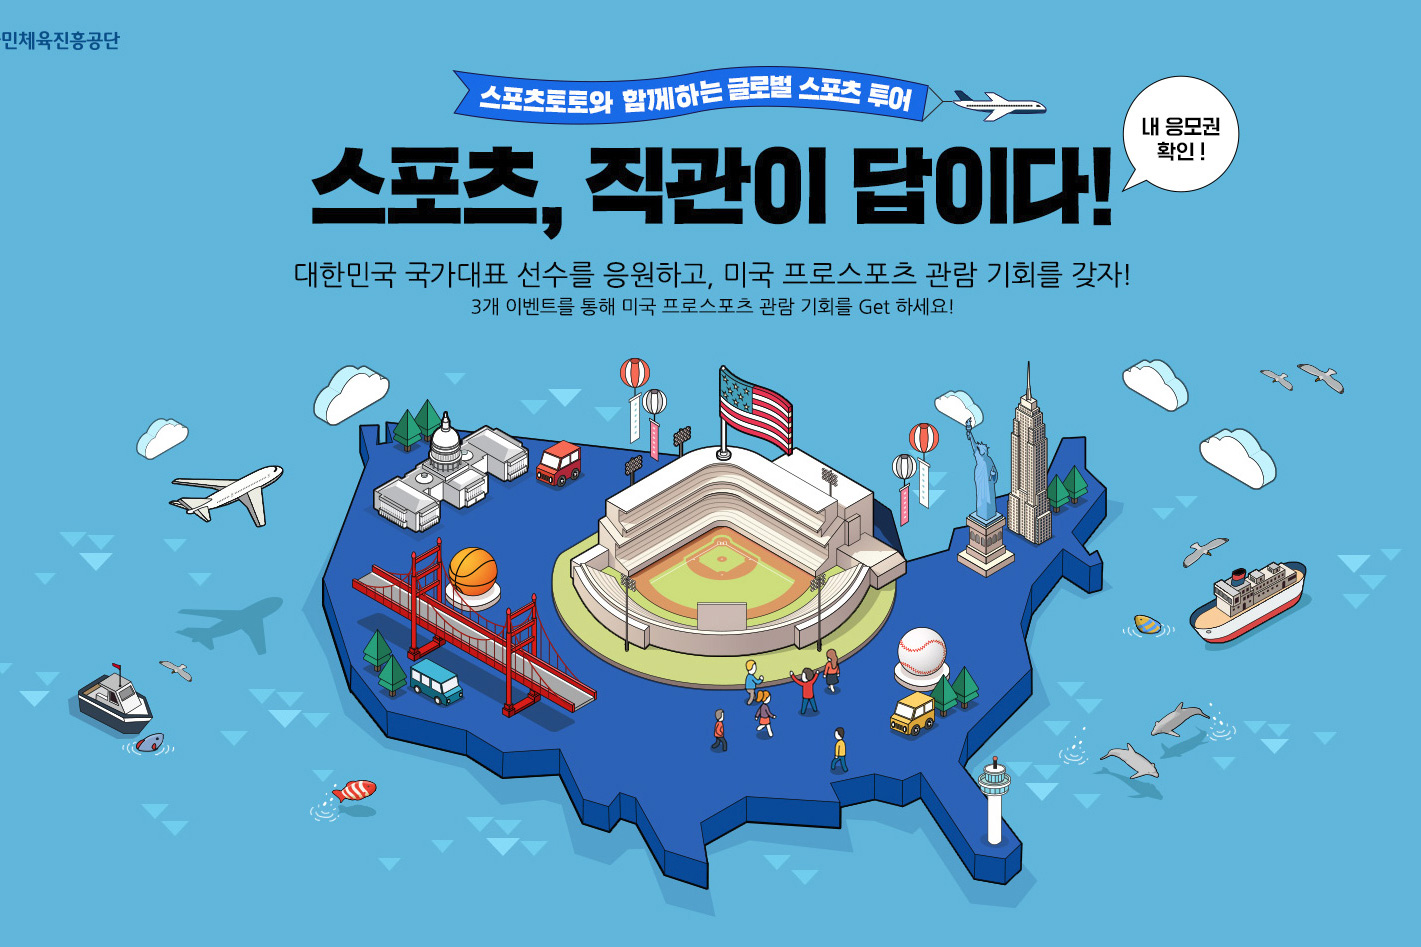 민체육진흥공단
스포츠토토와 함께하는 글로벌 스포츠 투어
스포츠, 직관이 답이다!
내 응모권
확인 !
대한민국 국가대표 선수를 응원하고, 미국 프로스포츠 관람 기회를 갖자!
3개 이벤트를 통해 미국 프로스포츠 관람 기회를 Get 하세요!